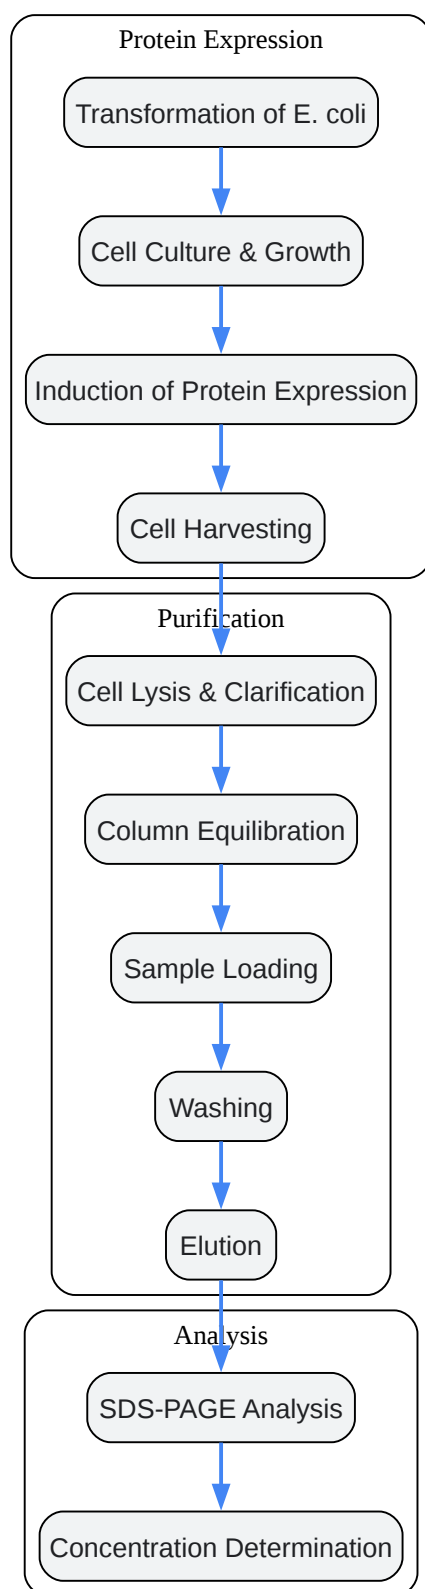 Protein Expression
Transformation of E. coli
Cell Culture & Growth
Induction of Protein Expression
Cell Harvesting
Purification
Cell Lysis & Clarification
Column Equilibration
Sample Loading
Washing
Elution
Analysis
SDS-PAGE Analysis
Concentration Determination